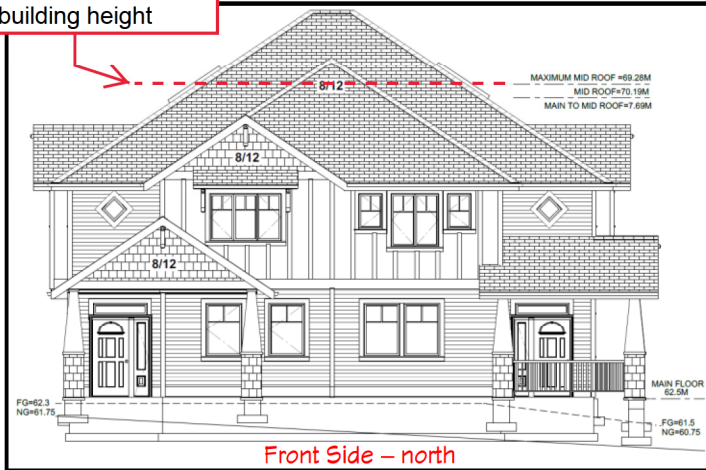 building height
MAXIMUM MID ROOF =69.28M
MID ROOF=70.19M
MAIN TO MID ROOF=7.69M
8/12
8/12
8/12
MAIN FLOOR
62.5M
FG=62.3
NG=61.75
FG=61.5
NG=60.75
Front Side – north